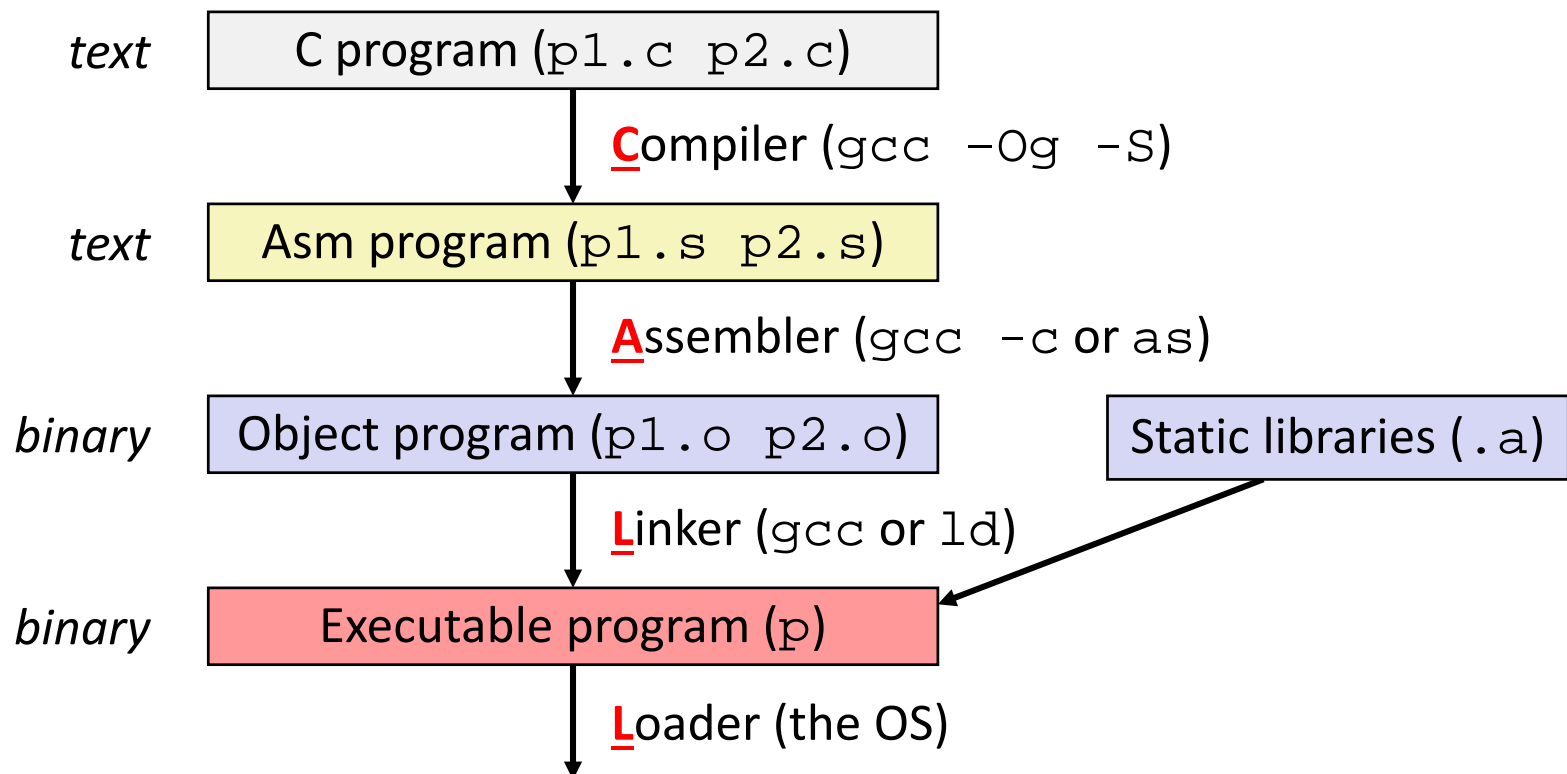 text
C program (p1.c p2.c)
Compiler (gcc –Og -S)
text
Asm program (p1.s p2.s)
Assembler (gcc -c or as)
binary
Object program (p1.o p2.o)
Static libraries (.a)
Linker (gcc or ld)
binary
Executable program (p)
Loader (the OS)